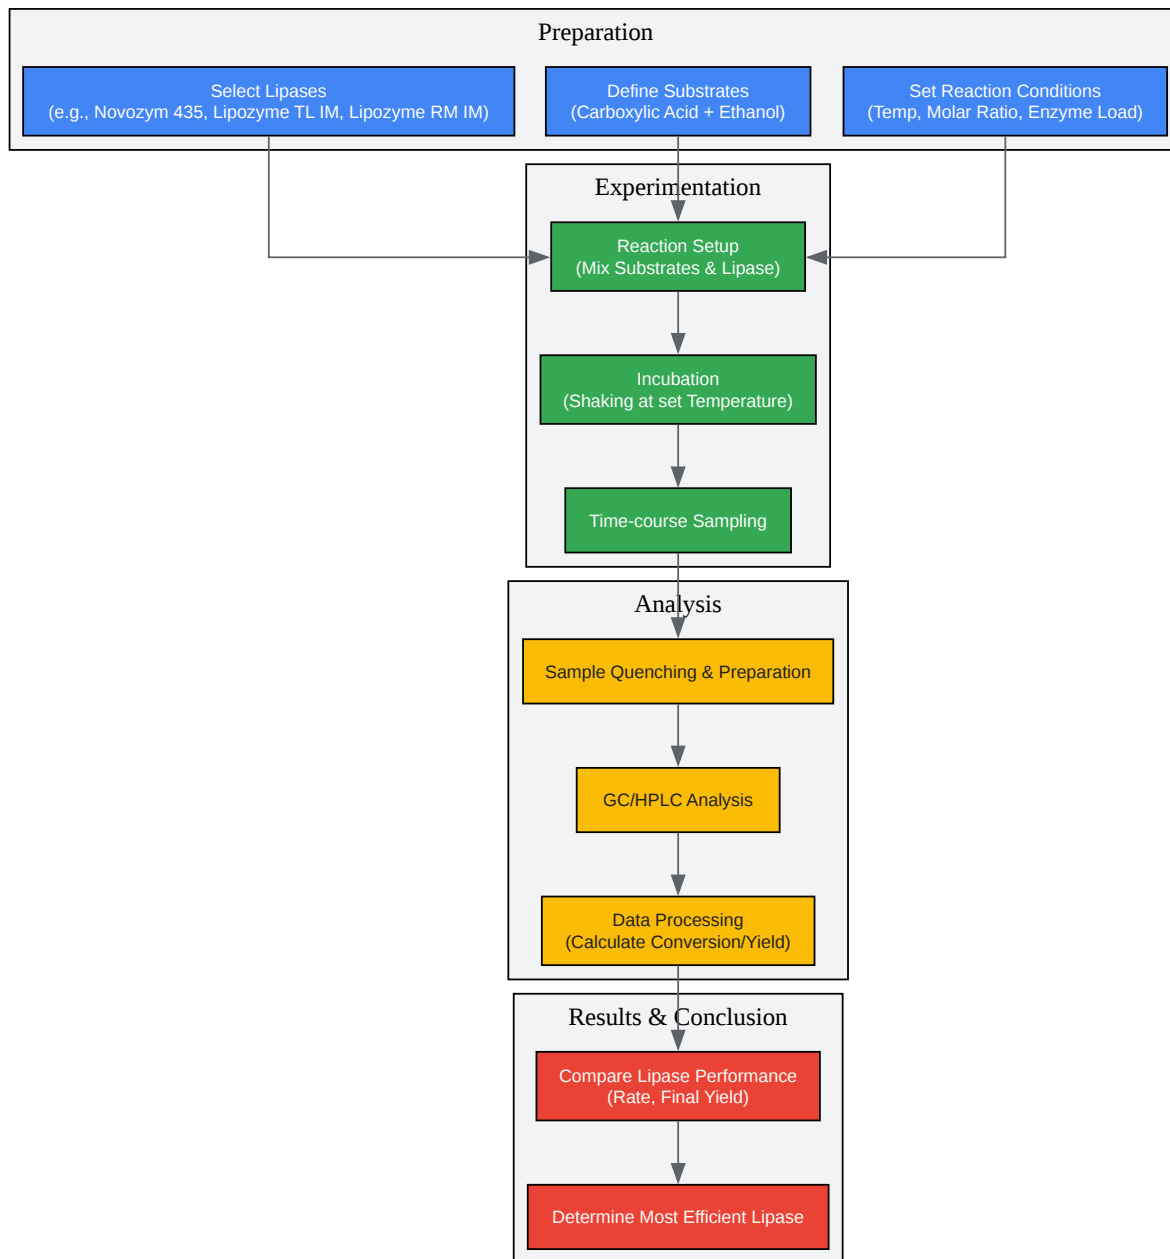 Preparation
Select Lipases
(e.g., Novozym 435, Lipozyme TL IM, Lipozyme RM IM)
Define Substrates
(Carboxylic Acid + Ethanol)
Set Reaction Conditions
(Temp, Molar Ratio, Enzyme Load)
Experimentation
Reaction Setup
(Mix Substrates & Lipase)
Incubation
(Shaking at set Temperature)
Time-course Sampling
Analysis
Sample Quenching & Preparation
GC/HPLC Analysis
Data Processing
(Calculate Conversion/Yield)
Results & Conclusion
Compare Lipase Performance
(Rate, Final Yield)
Determine Most Efficient Lipase